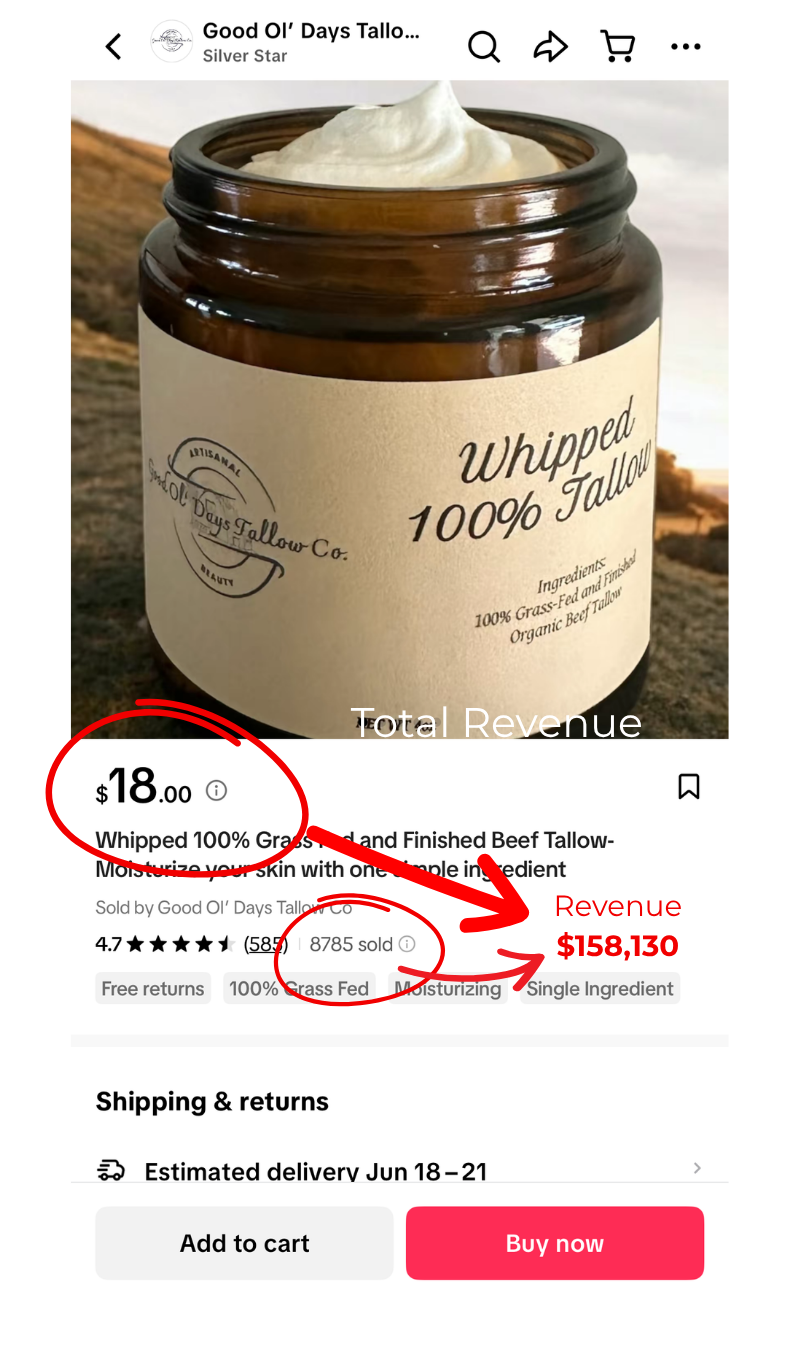 Good Ol’ Days Tallo...
Silver Star
Whipped
100% Tallow
ARTISANAL
Good Ol' Days Tallow Co.
BEAUTY
Ingredients:
100% Grass-Fed and Finished
Organic Beef Tallow
NET WT
Total Revenue
$18.00
Whipped 100% Grass Fed and Finished Beef Tallow-
Moisturize your skin with one simple ingredient
Sold by Good Ol’ Days Tallow Co
Revenue
4.7 (585) 8785 sold
$158,130
Free returns 100% Grass Fed Moisturizing Single Ingredient
Shipping & returns
Estimated delivery Jun 18–21
Add to cart Buy now